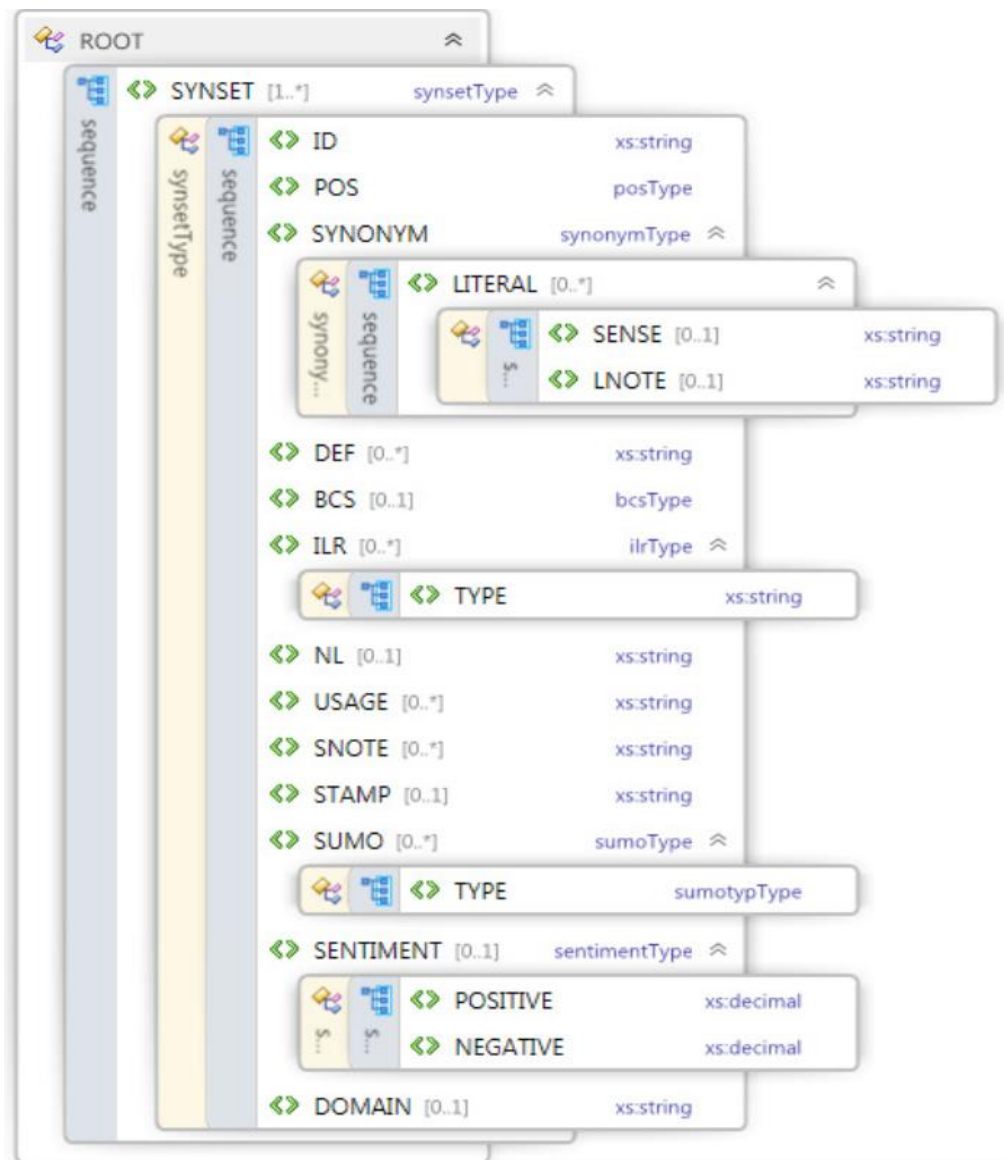 ROOT
sequence
SYNSET [1..*] synsetType
synsetType
sequence
ID xs:string
POS posType
SYNONYM synonymType
synony...
sequence
LITERAL [0..*]
s...
SENSE [0..1] xs:string
LNOTE [0..1] xs:string
DEF [0..*] xs:string
BCS [0..1] bcsType
ILR [0..*] ilrType
TYPE xs:string
NL [0..1] xs:string
USAGE [0..*] xs:string
SNOTE [0..*] xs:string
STAMP [0..1] xs:string
SUMO [0..*] sumoType
TYPE sumotypType
SENTIMENT [0..1] sentimentType
s...
s...
POSITIVE xs:decimal
NEGATIVE xs:decimal
DOMAIN [0..1] xs:string